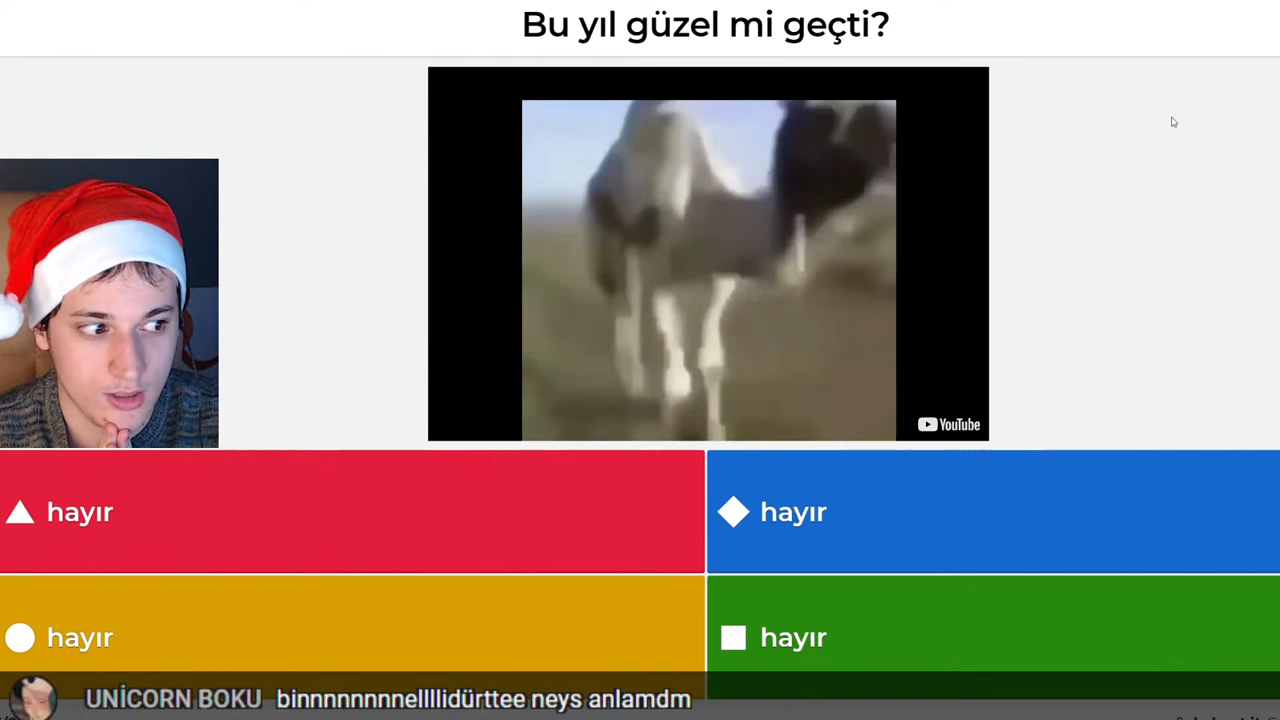 Bu yıl güzel mi geçti?
YouTube
hayır
hayır
hayır
hayır
UNİCORN BOKU binnnnnnnnelllllidürttee neys anlamdm